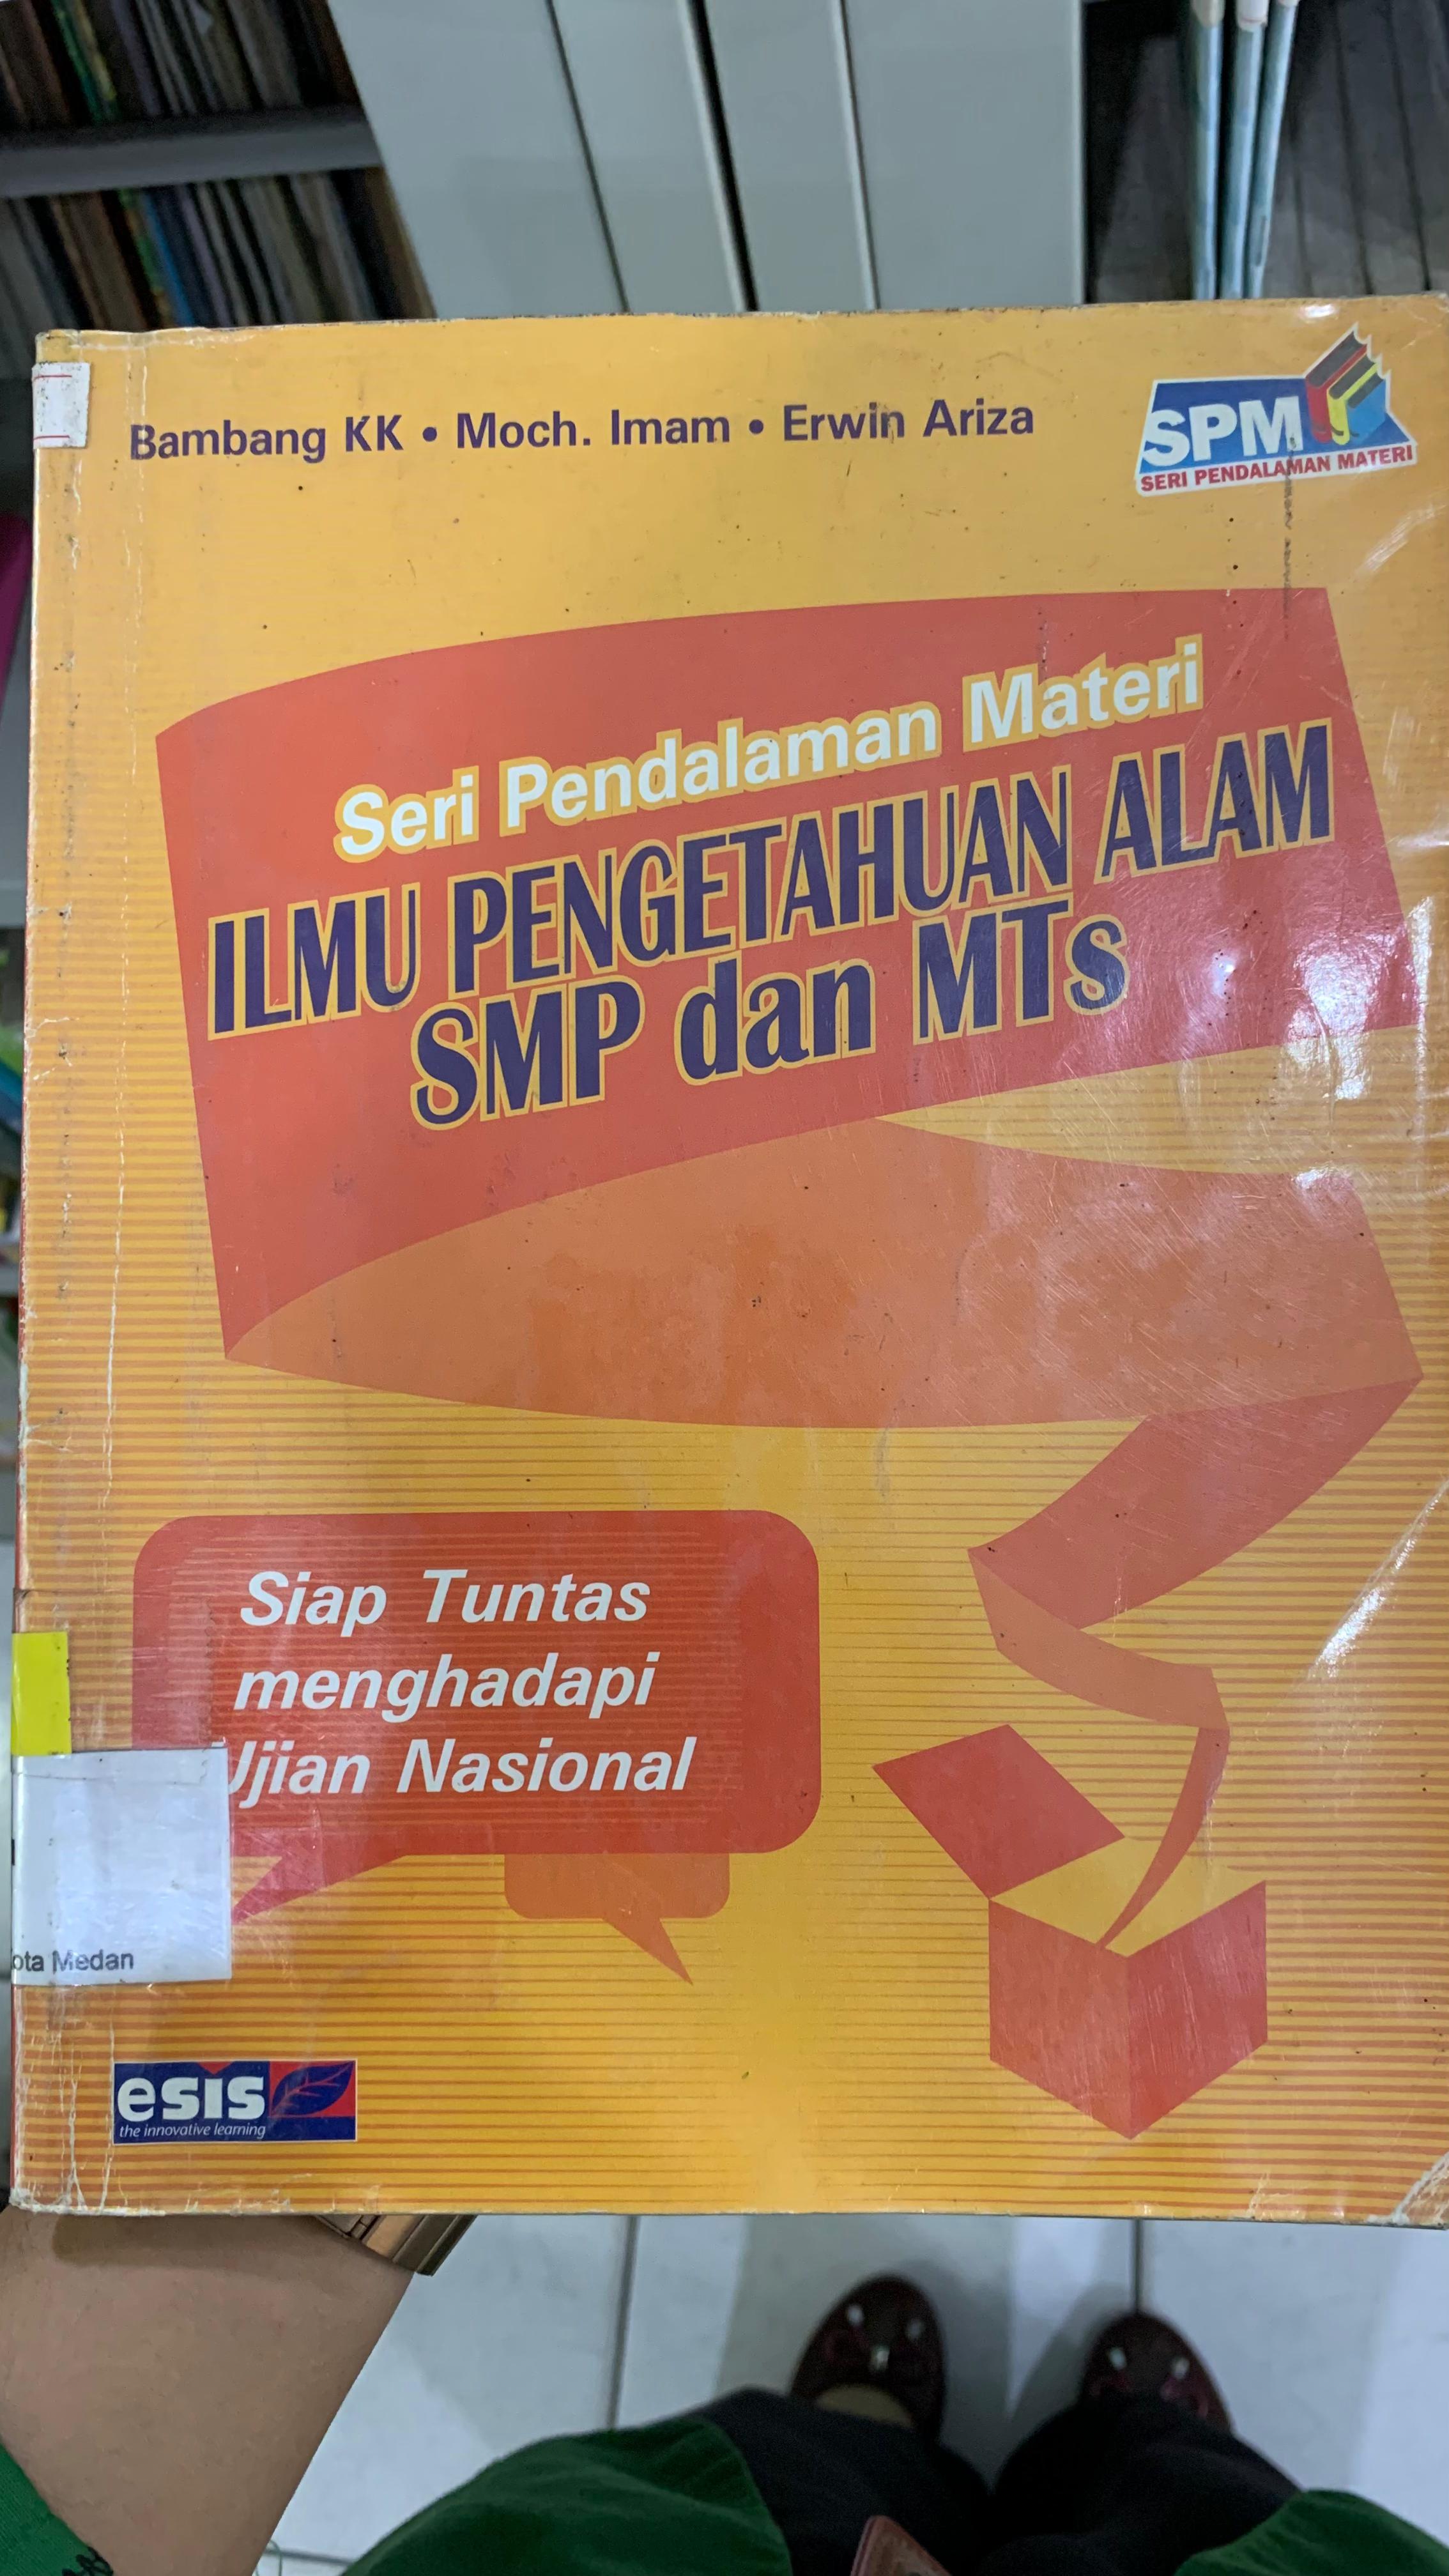 Bambang KK • Moch. Imam • Erwin Ariza
SPM
SERI PENDALAMAN MATERI
Seri Pendalaman Materi
ILMU PENGETAHUAN ALAM
SMP dan MTs
Siap Tuntas
menghadapi
Ujian Nasional
ota Medan
esis
the innovative learning